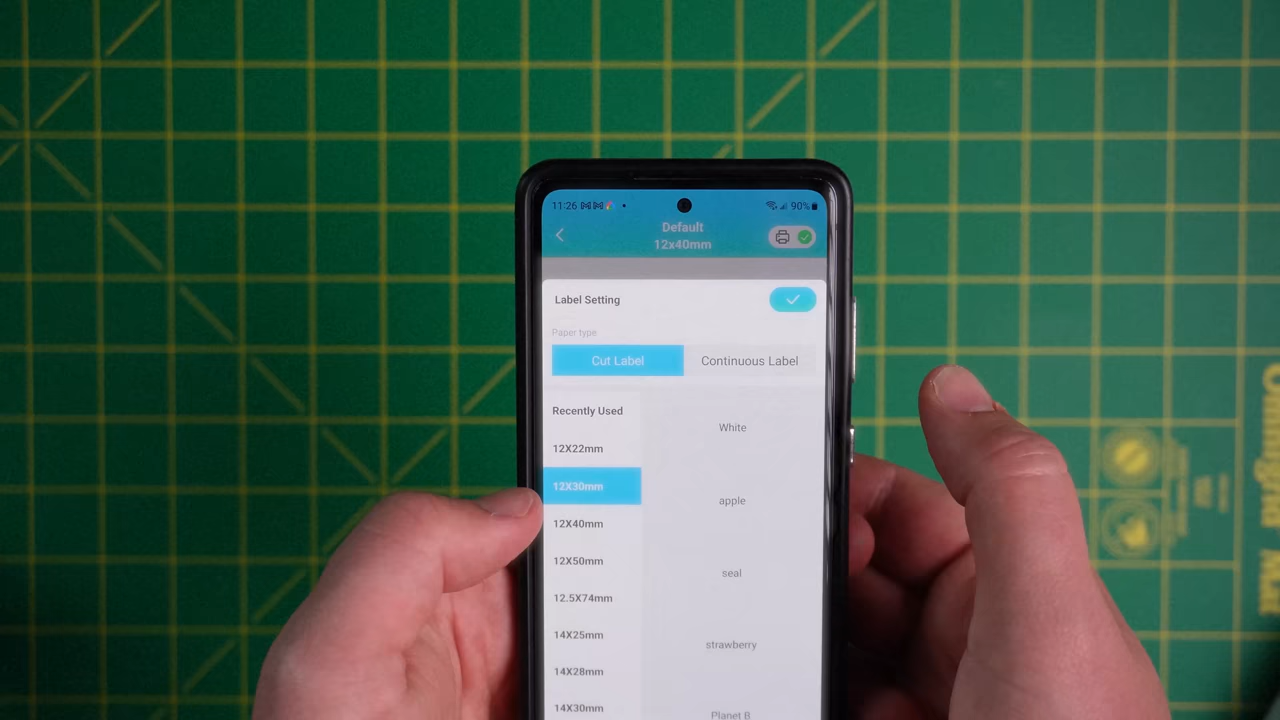 11:26
90%
Default
12x40mm
Label Setting
Paper type
Cut Label
Continuous Label
Recently Used
12X22mm
12X30mm
12X40mm
12X50mm
12.5X74mm
14X25mm
14X28mm
14X30mm
White
apple
seal
strawberry
Planet B